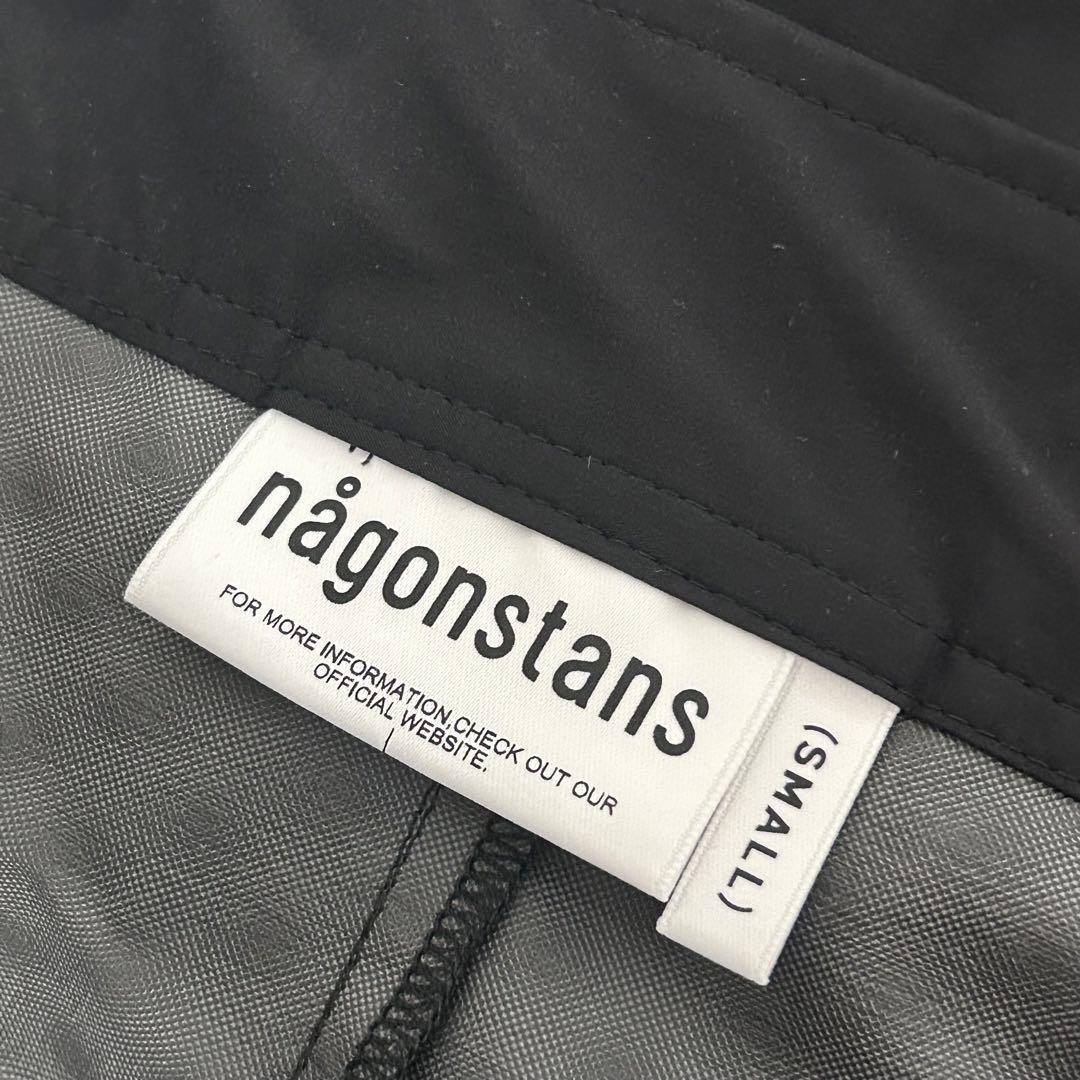 någonstans
FOR MORE INFORMATION,CHECK OUT OUR
OFFICIAL WEBSITE.
(SMALL)